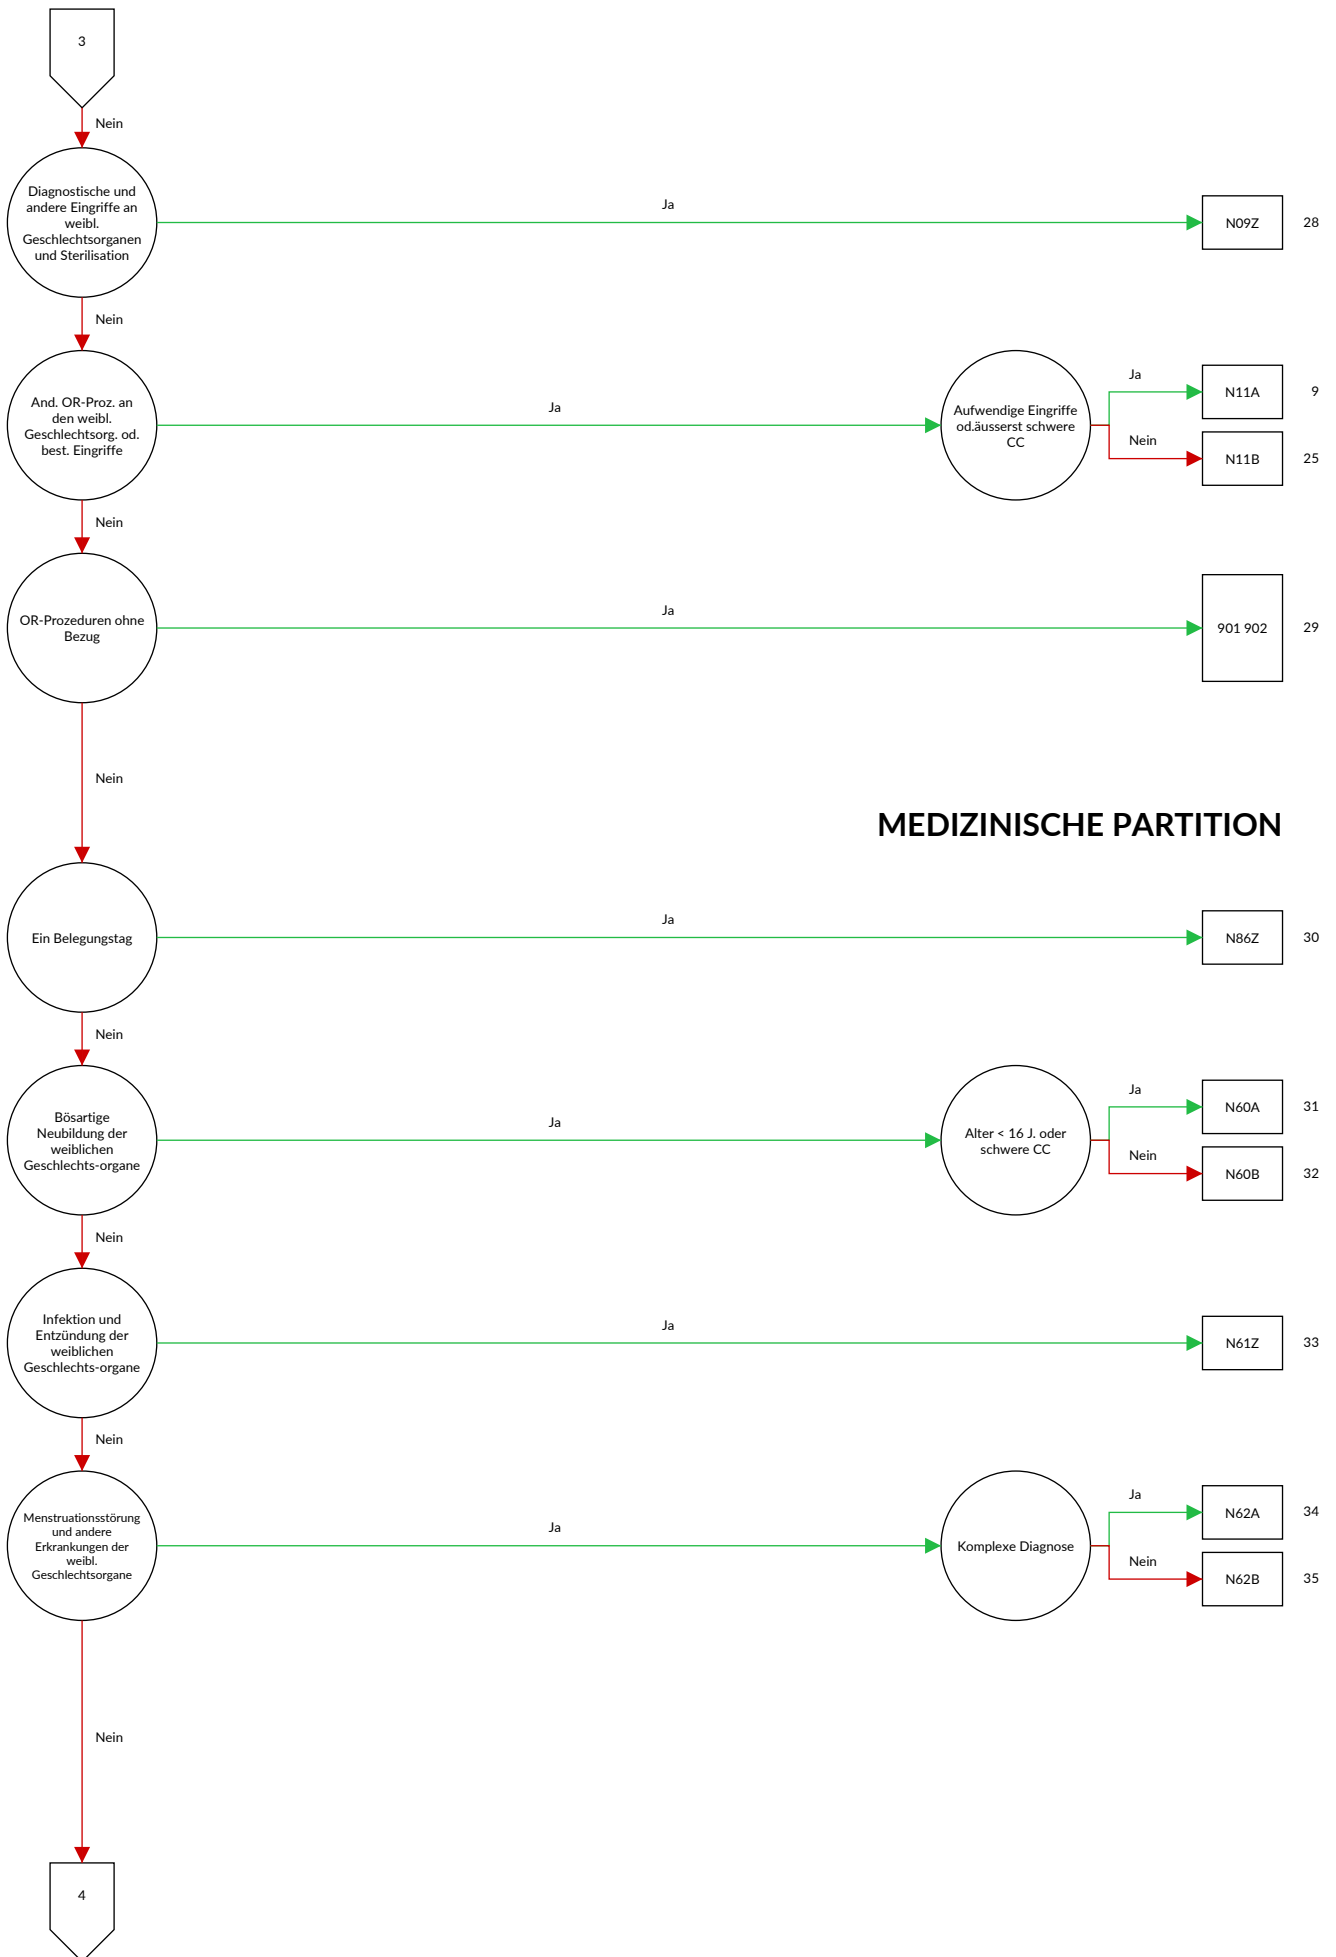 3
Nein
Diagnostische und
andere Eingriffe an
weibl.
Geschlechtsorganen
und Sterilisation
Ja
N09Z
28
Nein
And. OR-Proz. an
den weibl.
Geschlechtsorg. od.
best. Eingriffe
Ja
Aufwendige Eingriffe
od.äusserst schwere
CC
Ja
N11A
9
Nein
N11B
25
Nein
OR-Prozeduren ohne
Bezug
Ja
901 902
29
Nein
MEDIZINISCHE PARTITION
Ein Belegungstag
Ja
N86Z
30
Nein
Bösartige
Neubildung der
weiblichen
Geschlechts-organe
Ja
Alter < 16 J. oder
schwere CC
Ja
N60A
31
Nein
N60B
32
Nein
Infektion und
Entzündung der
weiblichen
Geschlechts-organe
Ja
N61Z
33
Nein
Menstruationsstörung
und andere
Erkrankungen der
weibl.
Geschlechtsorgane
Ja
Komplexe Diagnose
Ja
N62A
34
Nein
N62B
35
Nein
4